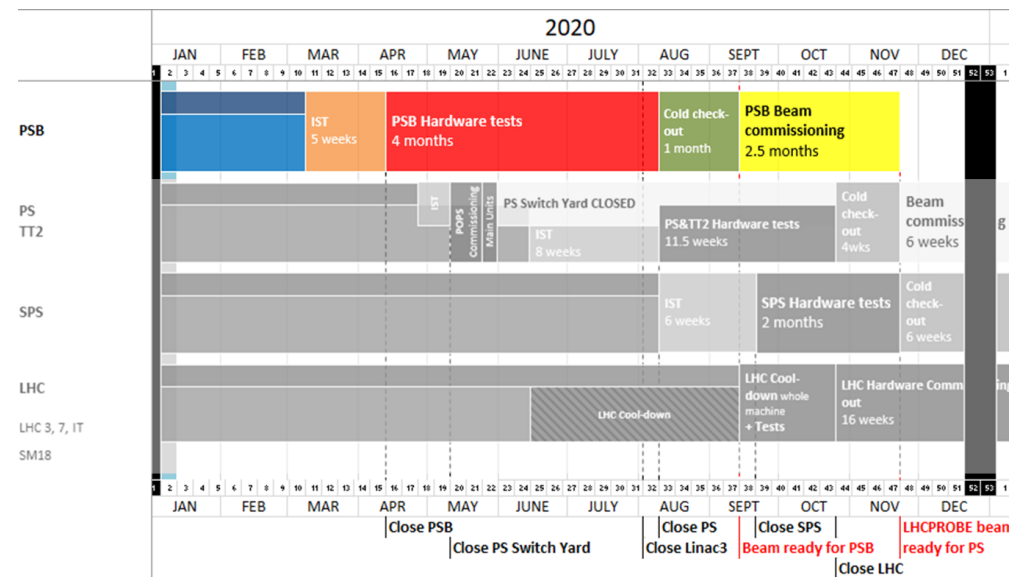 2020
JAN FEB MAR APR MAY JUNE JULY AUG SEPT OCT NOV DEC
1 2 3 4 5 6 7 8 9 10 11 12 13 14 15 16 17 18 19 20 21 22 23 24 25 26 27 28 29 30 31 32 33 34 35 36 37 38 39 40 41 42 43 44 45 46 47 48 49 50 51 52 53 1
PSB
IST
5 weeks
PSB Hardware tests
4 months
Cold check-
out
1 month
PSB Beam
commissioning
2.5 months
PS
TT2
IST
POPS
Commissioning
Main Units
PS Switch Yard CLOSED
IST
8 weeks
PS&TT2 Hardware tests
11.5 weeks
Cold
check-
out
4wks
Beam
commiss g
6 weeks
SPS
IST
6 weeks
SPS Hardware tests
2 months
Cold
check-
out
6 weeks
LHC
LHC 3, 7, IT
SM18
LHC Cool-down
LHC Cool-
down whole
machine
+ Tests
LHC Hardware Comm ing
out
16 weeks
1 2 3 4 5 6 7 8 9 10 11 12 13 14 15 16 17 18 19 20 21 22 23 24 25 26 27 28 29 30 31 32 33 34 35 36 37 38 39 40 41 42 43 44 45 46 47 48 49 50 51 52 53 1
JAN FEB MAR APR MAY JUNE JULY AUG SEPT OCT NOV DEC
Close PSB
Close PS Switch Yard
Close Linac3
Close PS
Beam ready for PSB
Close SPS
Close LHC
LHCPROBE beam
ready for PS